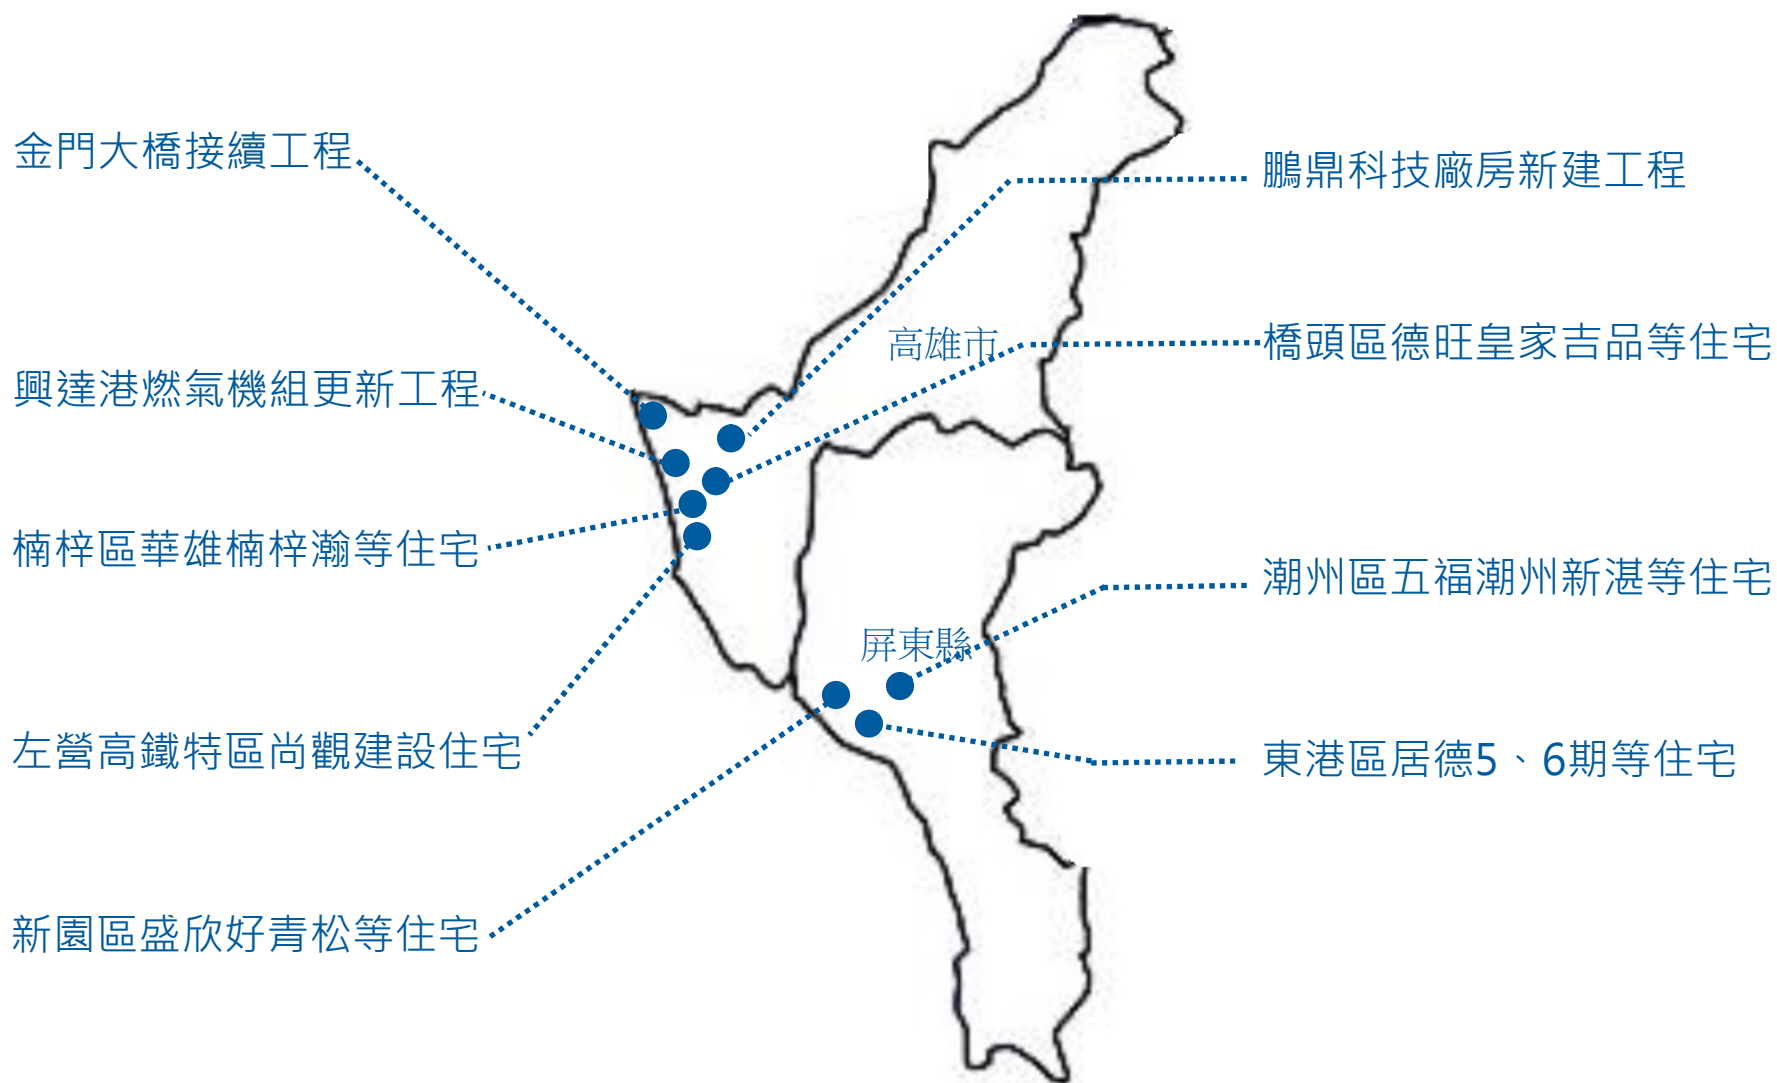 金門大橋接續工程
鵬鼎科技廠房新建工程
高雄市
橋頭區德旺皇家吉品等住宅
興達港燃氣機組更新工程
楠梓區華雄楠梓瀚等住宅
潮州區五福潮州新湛等住宅
屏東縣
左營高鐵特區尚觀建設住宅
東港區居德5、6期等住宅
新園區盛欣好青松等住宅